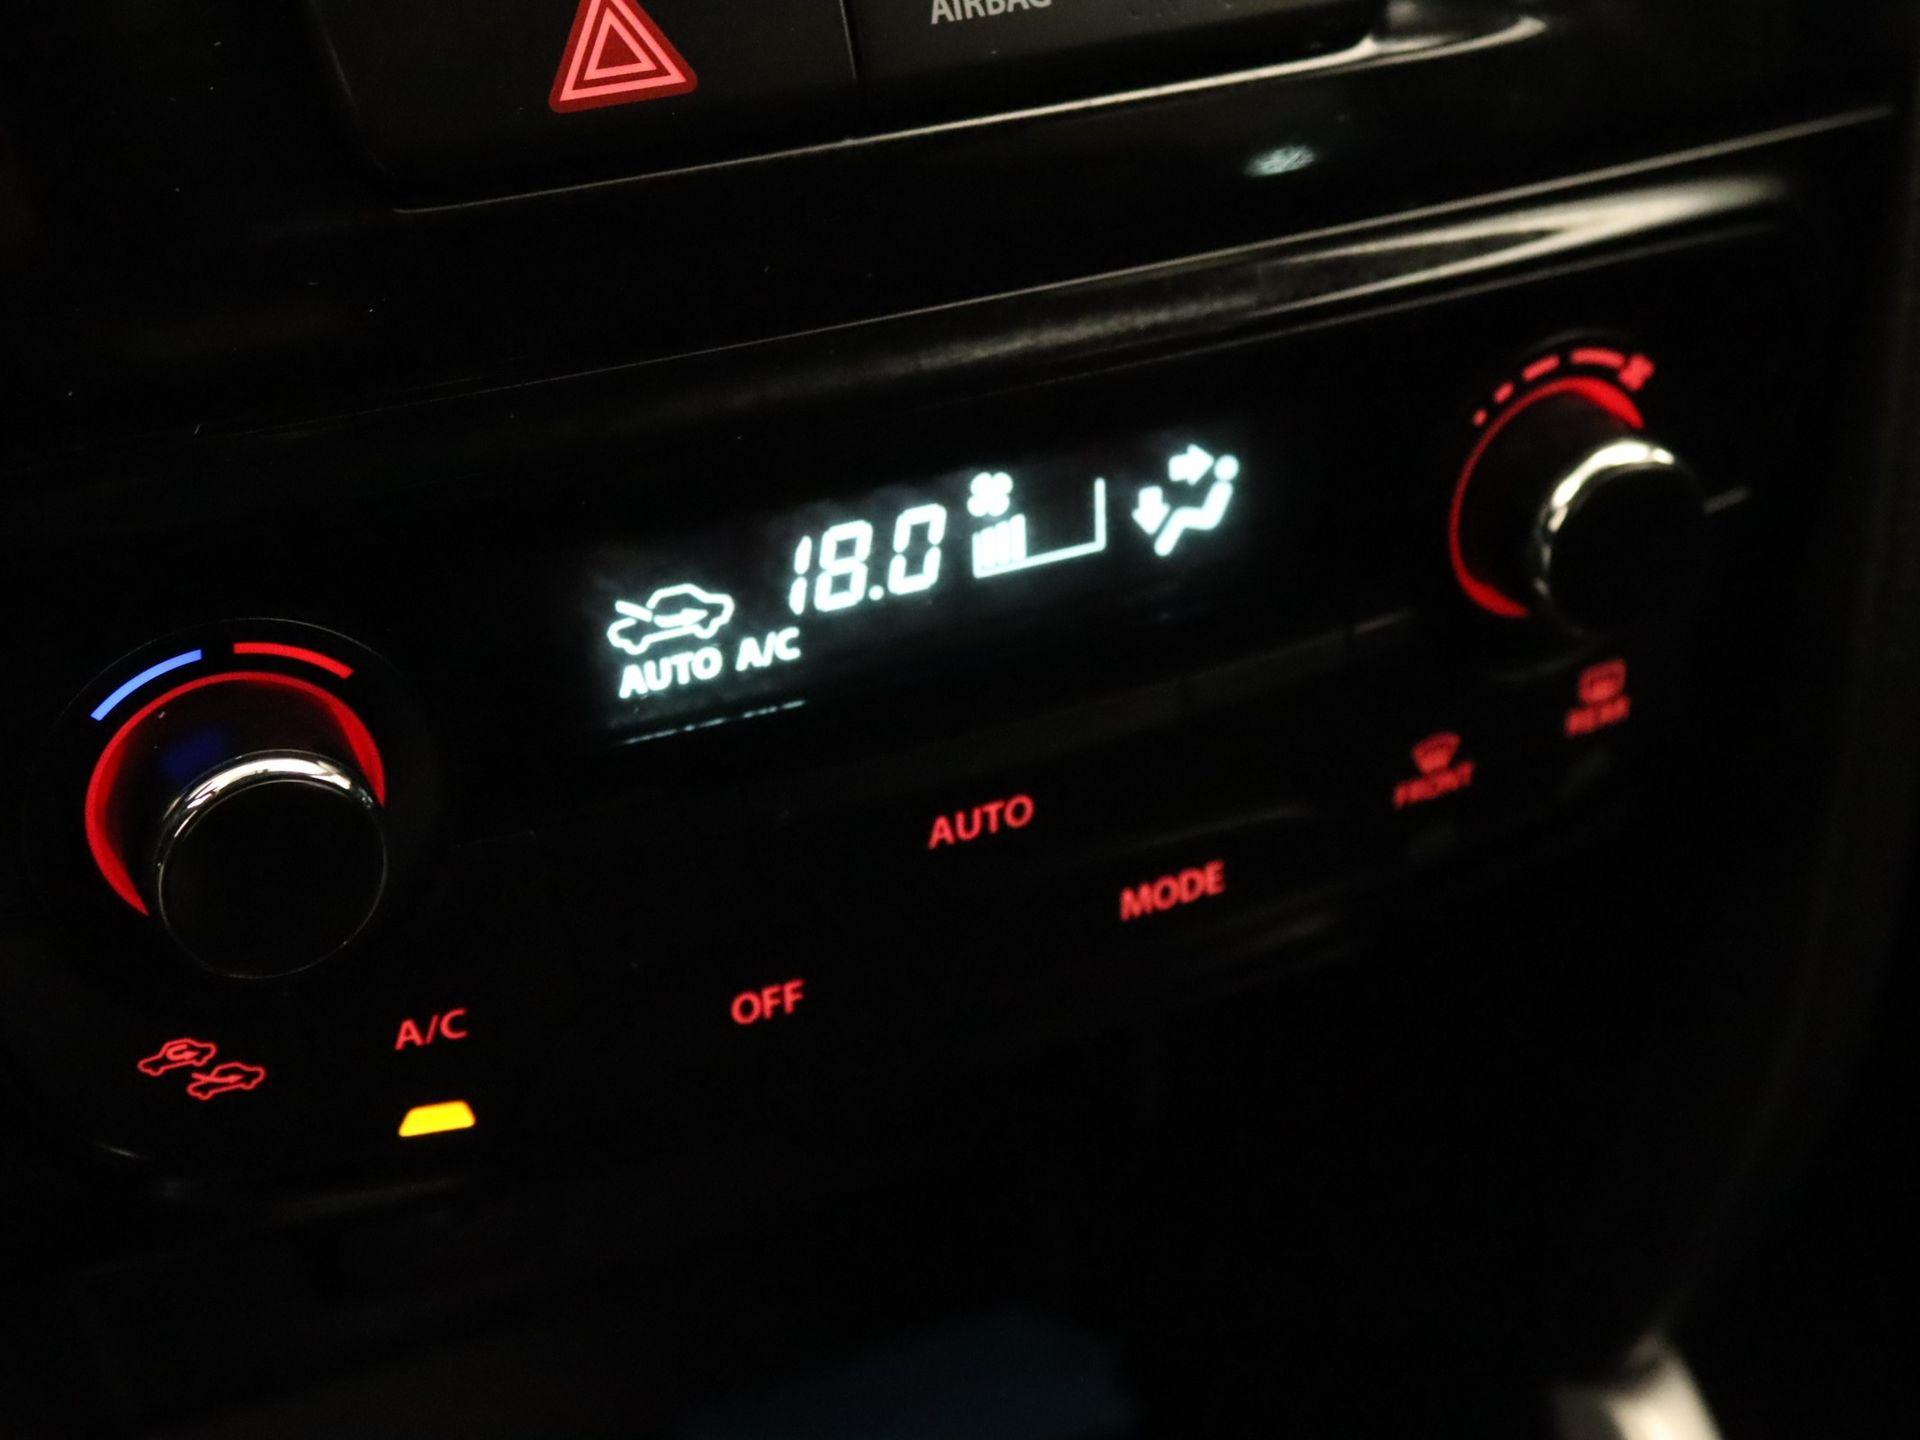 AIRBAG
18.0
AUTO A/C
REAR
FRONT
AUTO
MODE
OFF
A/C